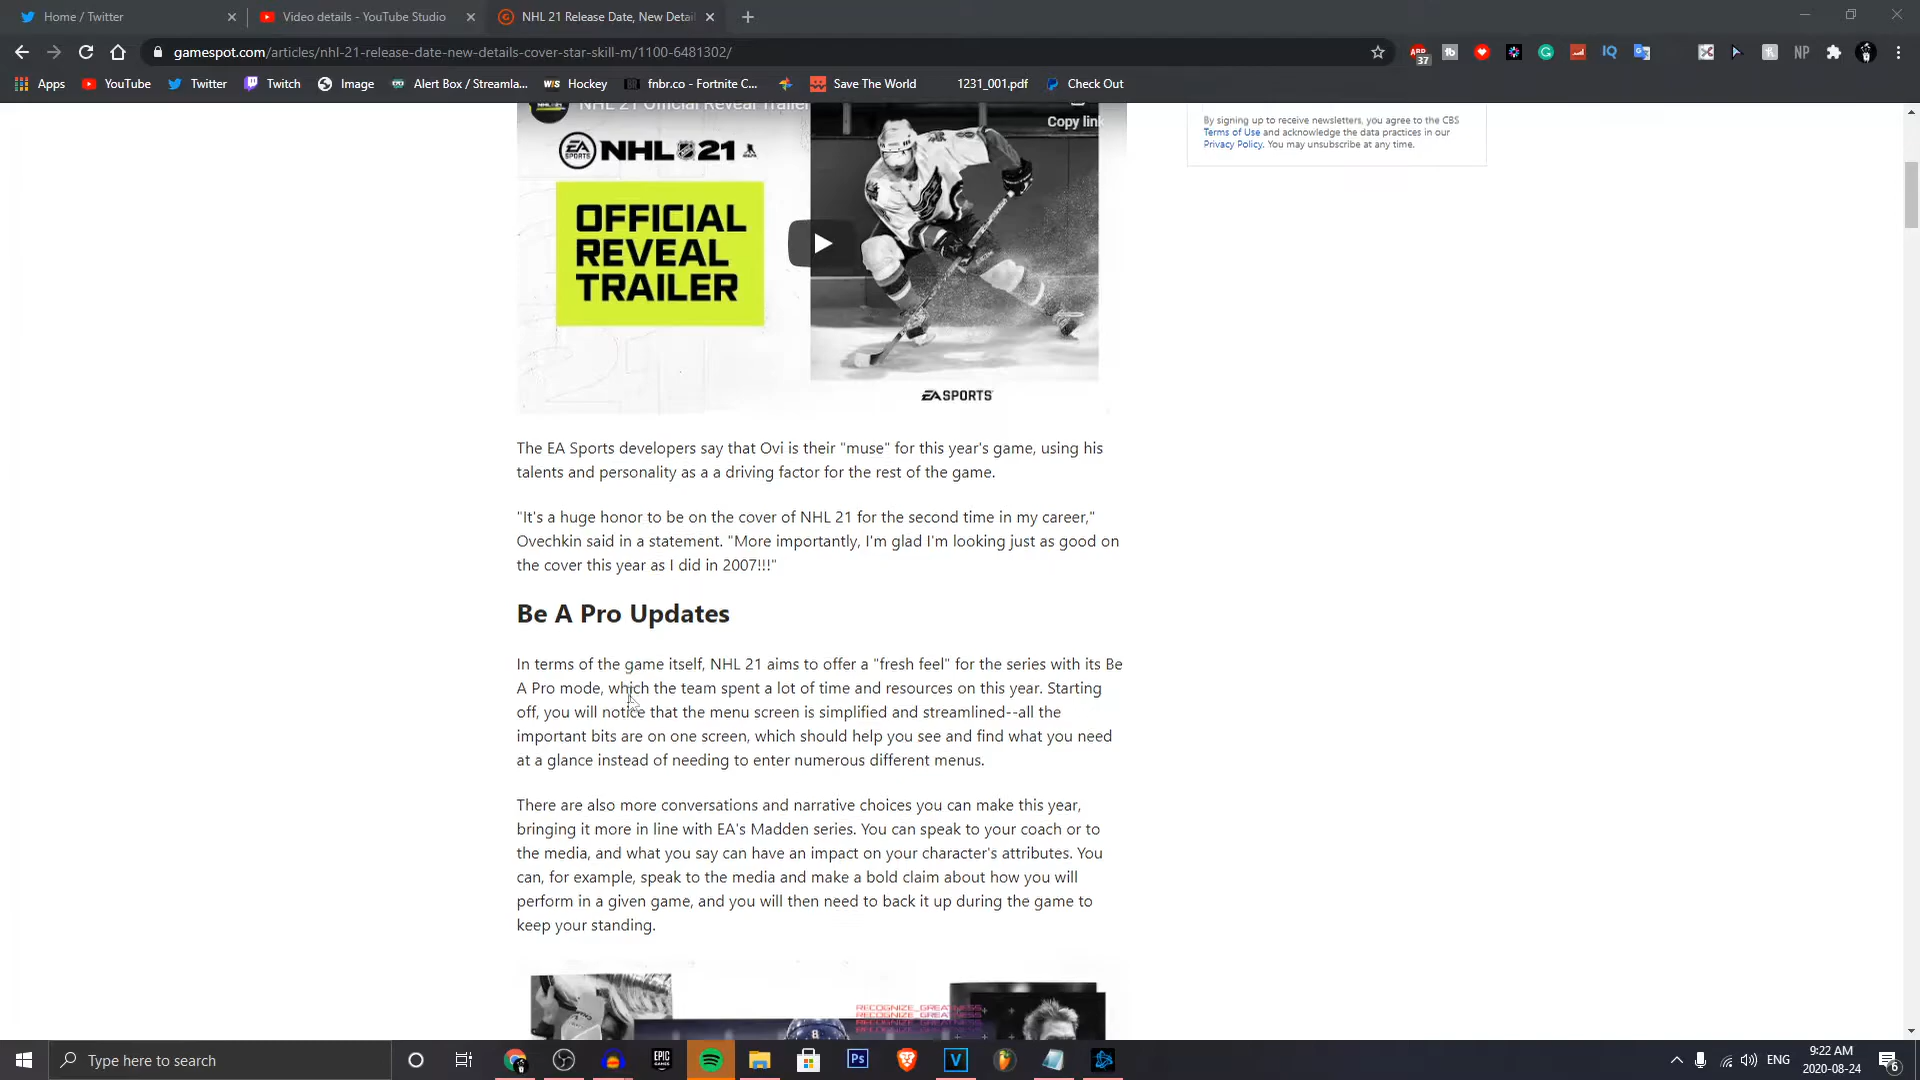 Home / Twitter
Video details - YouTube Studio
NHL 21 Release Date, New Detai
gamespot.com/articles/nhl-21-release-date-new-details-cover-star-skill-m/1100-6481302/
37
Apps
YouTube
Twitter
Twitch
Image
Alert Box / Streamla...
Hockey
fnbr.co - Fortnite C...
Save The World
1231_001.pdf
Check Out
NHL 21 Official Reveal Trailer
Copy link
EA SPORTS NHL 21
OFFICIAL
REVEAL
TRAILER
EA SPORTS
By signing up to receive newsletters, you agree to the CBS
Terms of Use and acknowledge the data practices in our
Privacy Policy. You may unsubscribe at any time.
The EA Sports developers say that Ovi is their "muse" for this year's game, using his
talents and personality as a a driving factor for the rest of the game.
"It's a huge honor to be on the cover of NHL 21 for the second time in my career,"
Ovechkin said in a statement. "More importantly, I'm glad I'm looking just as good on
the cover this year as I did in 2007!!!"
Be A Pro Updates
In terms of the game itself, NHL 21 aims to offer a "fresh feel" for the series with its Be
A Pro mode, which the team spent a lot of time and resources on this year. Starting
off, you will notice that the menu screen is simplified and streamlined--all the
important bits are on one screen, which should help you see and find what you need
at a glance instead of needing to enter numerous different menus.
There are also more conversations and narrative choices you can make this year,
bringing it more in line with EA's Madden series. You can speak to your coach or to
the media, and what you say can have an impact on your character's attributes. You
can, for example, speak to the media and make a bold claim about how you will
perform in a given game, and you will then need to back it up during the game to
keep your standing.
RECOGNIZE_GREATNESS
RECOGNIZE_GREATNESS
8
Type here to search
EPIC GAMES
Ps
V
ENG
9:22 AM
2020-08-24
6